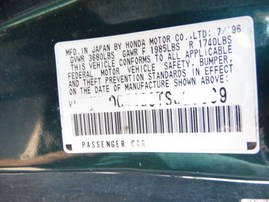 MFD. IN JAPAN BY HONDA MOTOR CO.,LTD: 7/'96
GVWR 3680LBS GAWR F 1985LBS R 1740LBS
THIS VEHICLE CONFORMS TO ALL APPLICABLE
FEDERAL MOTOR VEHICLE SAFETY, BUMPER,
AND THEFT PREVENTION STANDARDS IN EFFECT
ON THE DATE OF MANUFACTURE SHOWN ABOVE.
PASSENGER CAR